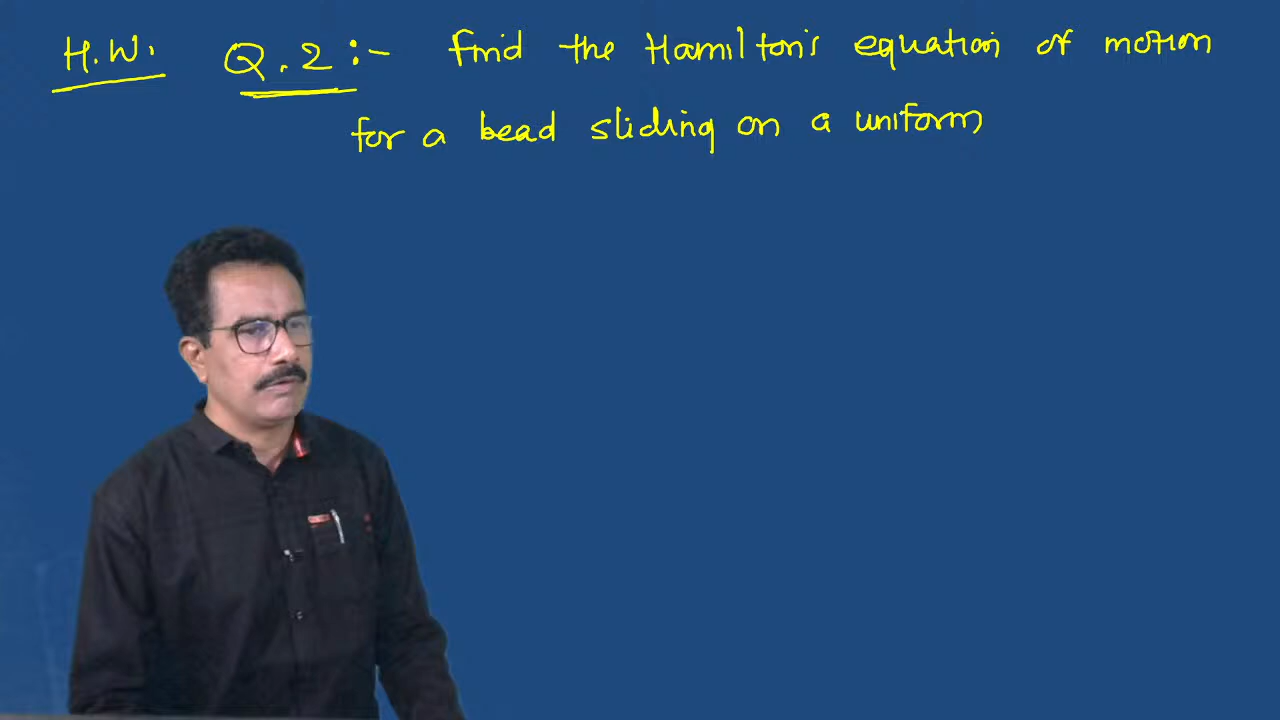 H.W. Q.2:- Find the Hamilton's equation of motion
for a bead sliding on a uniform